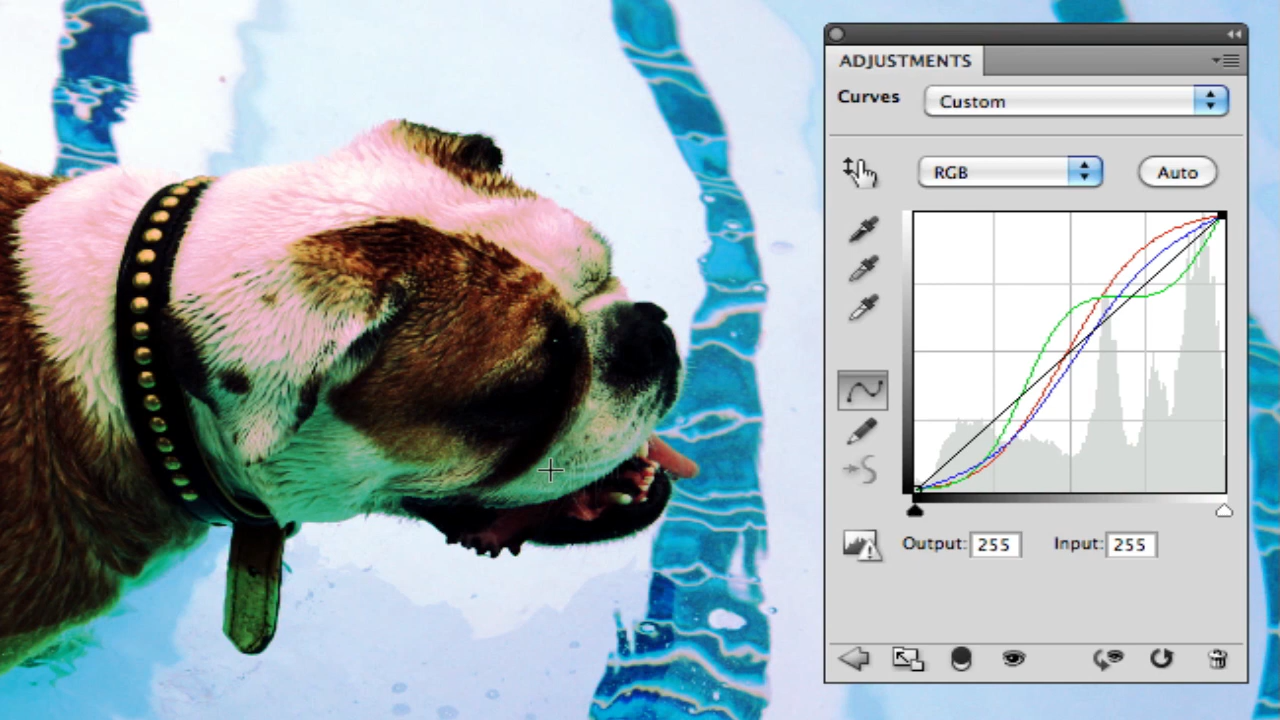 ADJUSTMENTS
Curves
Custom
RGB
Auto
Output: 255 Input: 255